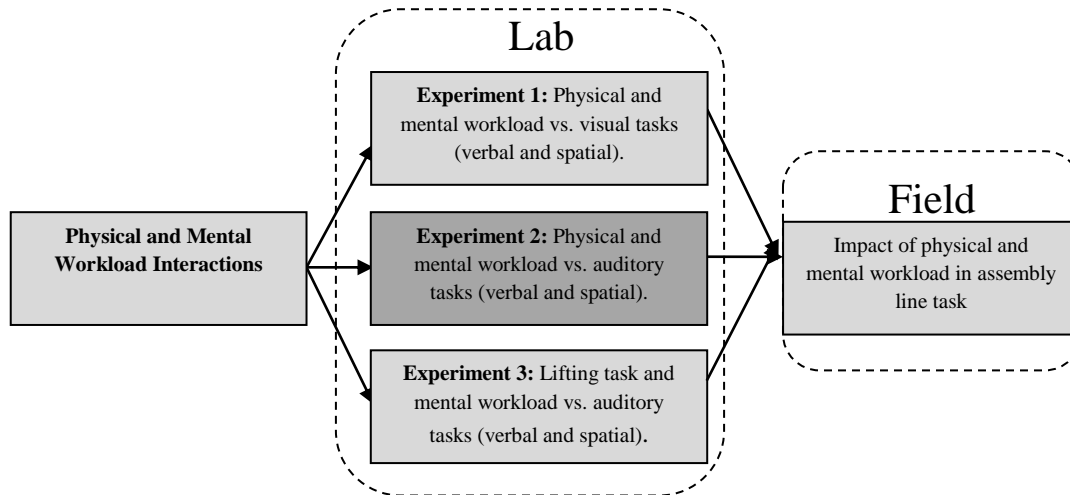 Lab
Experiment 1: Physical and
mental workload vs. visual tasks
(verbal and spatial).
Physical and Mental
Workload Interactions
Experiment 2: Physical and
mental workload vs. auditory
tasks (verbal and spatial).
Experiment 3: Lifting task and
mental workload vs. auditory
tasks (verbal and spatial).
Field
Impact of physical and
mental workload in assembly
line task